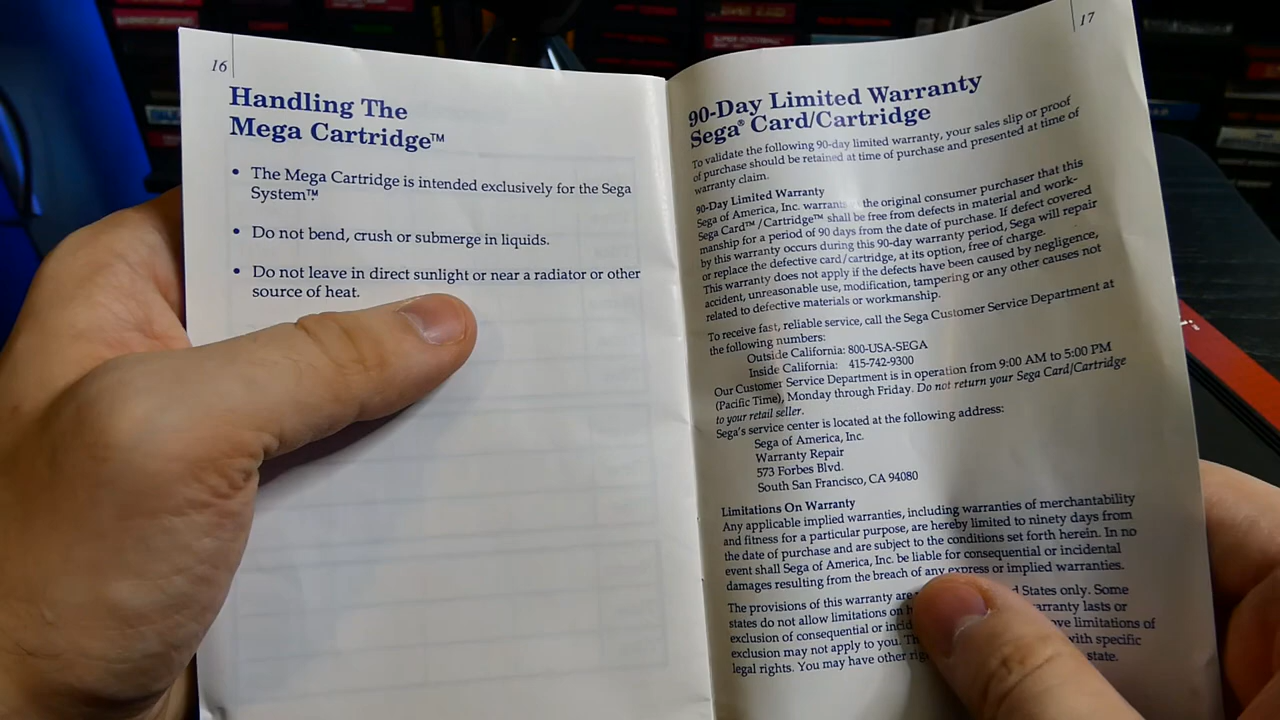 16
Handling The
Mega Cartridge™
• The Mega Cartridge is intended exclusively for the Sega
System™.
• Do not bend, crush or submerge in liquids.
• Do not leave in direct sunlight or near a radiator or other
source of heat.
17
90-Day Limited Warranty
Sega® Card/Cartridge
To validate the following 90-day limited warranty, your sales slip or proof
of purchase should be retained at time of purchase and presented at time of
warranty claim.
90-Day Limited Warranty
Sega of America, Inc. warrants the original consumer purchaser that this
Sega Card™/Cartridge™ shall be free from defects in material and work-
manship for a period of 90 days from the date of purchase. If defect covered
by this warranty occurs during this 90-day warranty period, Sega will repair
or replace the defective card/cartridge, at its option, free of charge.
This warranty does not apply if the defects have been caused by negligence,
accident, unreasonable use, modification, tampering or any other causes not
related to defective materials or workmanship.
To receive fast, reliable service, call the Sega Customer Service Department at
the following numbers:
Outside California: 800-USA-SEGA
Inside California: 415-742-9300
Our Customer Service Department is in operation from 9:00 AM to 5:00 PM
(Pacific Time), Monday through Friday. Do not return your Sega Card/Cartridge
to your retail seller.
Sega's service center is located at the following address:
Sega of America, Inc.
Warranty Repair
573 Forbes Blvd.
South San Francisco, CA 94080
Limitations On Warranty
Any applicable implied warranties, including warranties of merchantability
and fitness for a particular purpose, are hereby limited to ninety days from
the date of purchase and are subject to the conditions set forth herein. In no
event shall Sega of America, Inc. be liable for consequential or incidental
damages resulting from the breach of any express or implied warranties.
The provisions of this warranty are States only. Some
states do not allow limitations on warranty lasts or
exclusion of consequential or limitations of
exclusion may not apply to you. with specific
legal rights. You may have other state.